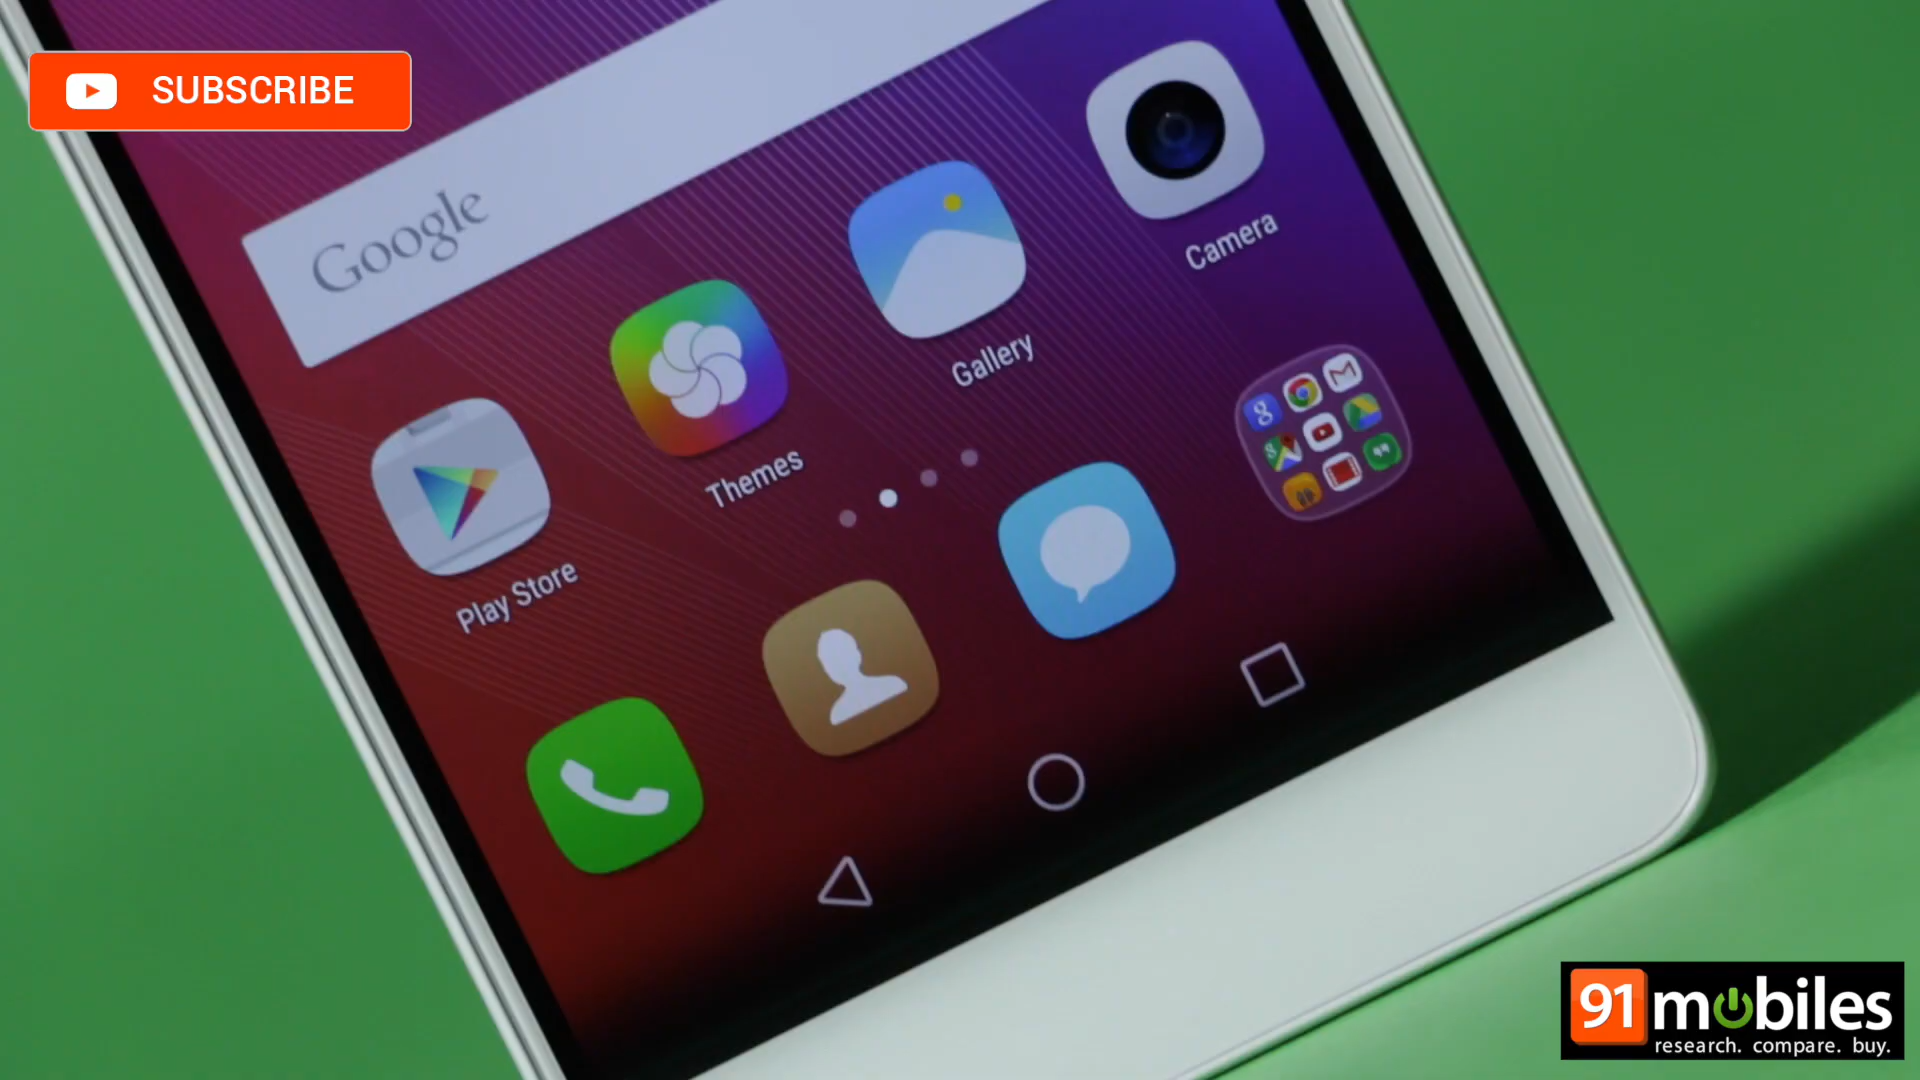 SUBSCRIBE
Google
Camera
Gallery
Themes
Play Store
91mobiles
research. compare. buy.